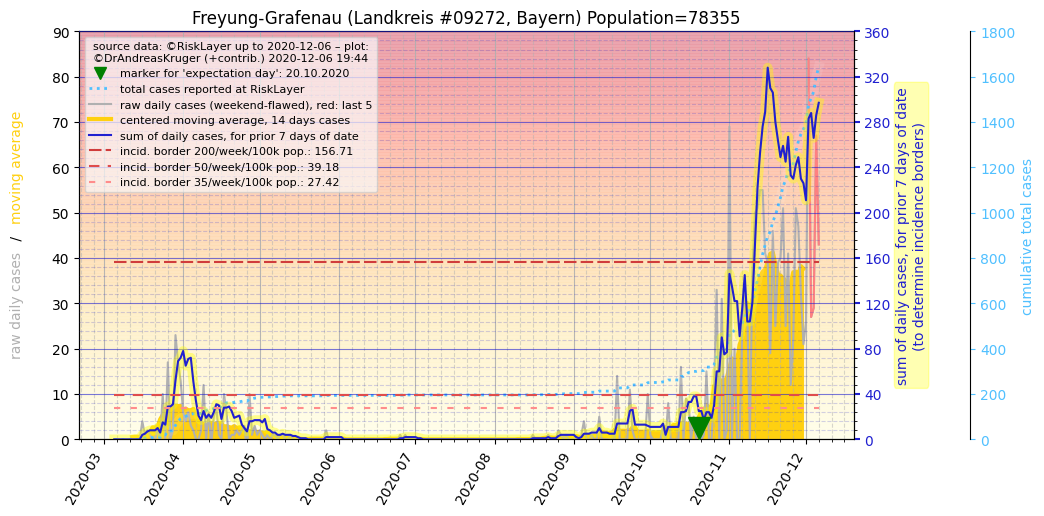 Freyung-Grafenau (Landkreis #09272, Bayern) Population=78355
source data: ©RiskLayer up to 2020-12-06 – plot:
©DrAndreasKruger (+contrib.) 2020-12-06 19:44
marker for 'expectation day': 20.10.2020
total cases reported at RiskLayer
raw daily cases (weekend-flawed), red: last 5
centered moving average, 14 days cases
sum of daily cases, for prior 7 days of date
incid. border 200/week/100k pop.: 156.71
incid. border 50/week/100k pop.: 39.18
incid. border 35/week/100k pop.: 27.42
raw daily cases / moving average
90
80
70
60
50
40
30
20
10
0
2020-03
2020-04
2020-05
2020-06
2020-07
2020-08
2020-09
2020-10
2020-11
2020-12
360
320
280
240
200
160
120
80
40
0
sum of daily cases, for prior 7 days of date
(to determine incidence borders)
1800
1600
1400
1200
1000
800
600
400
200
0
cumulative total cases